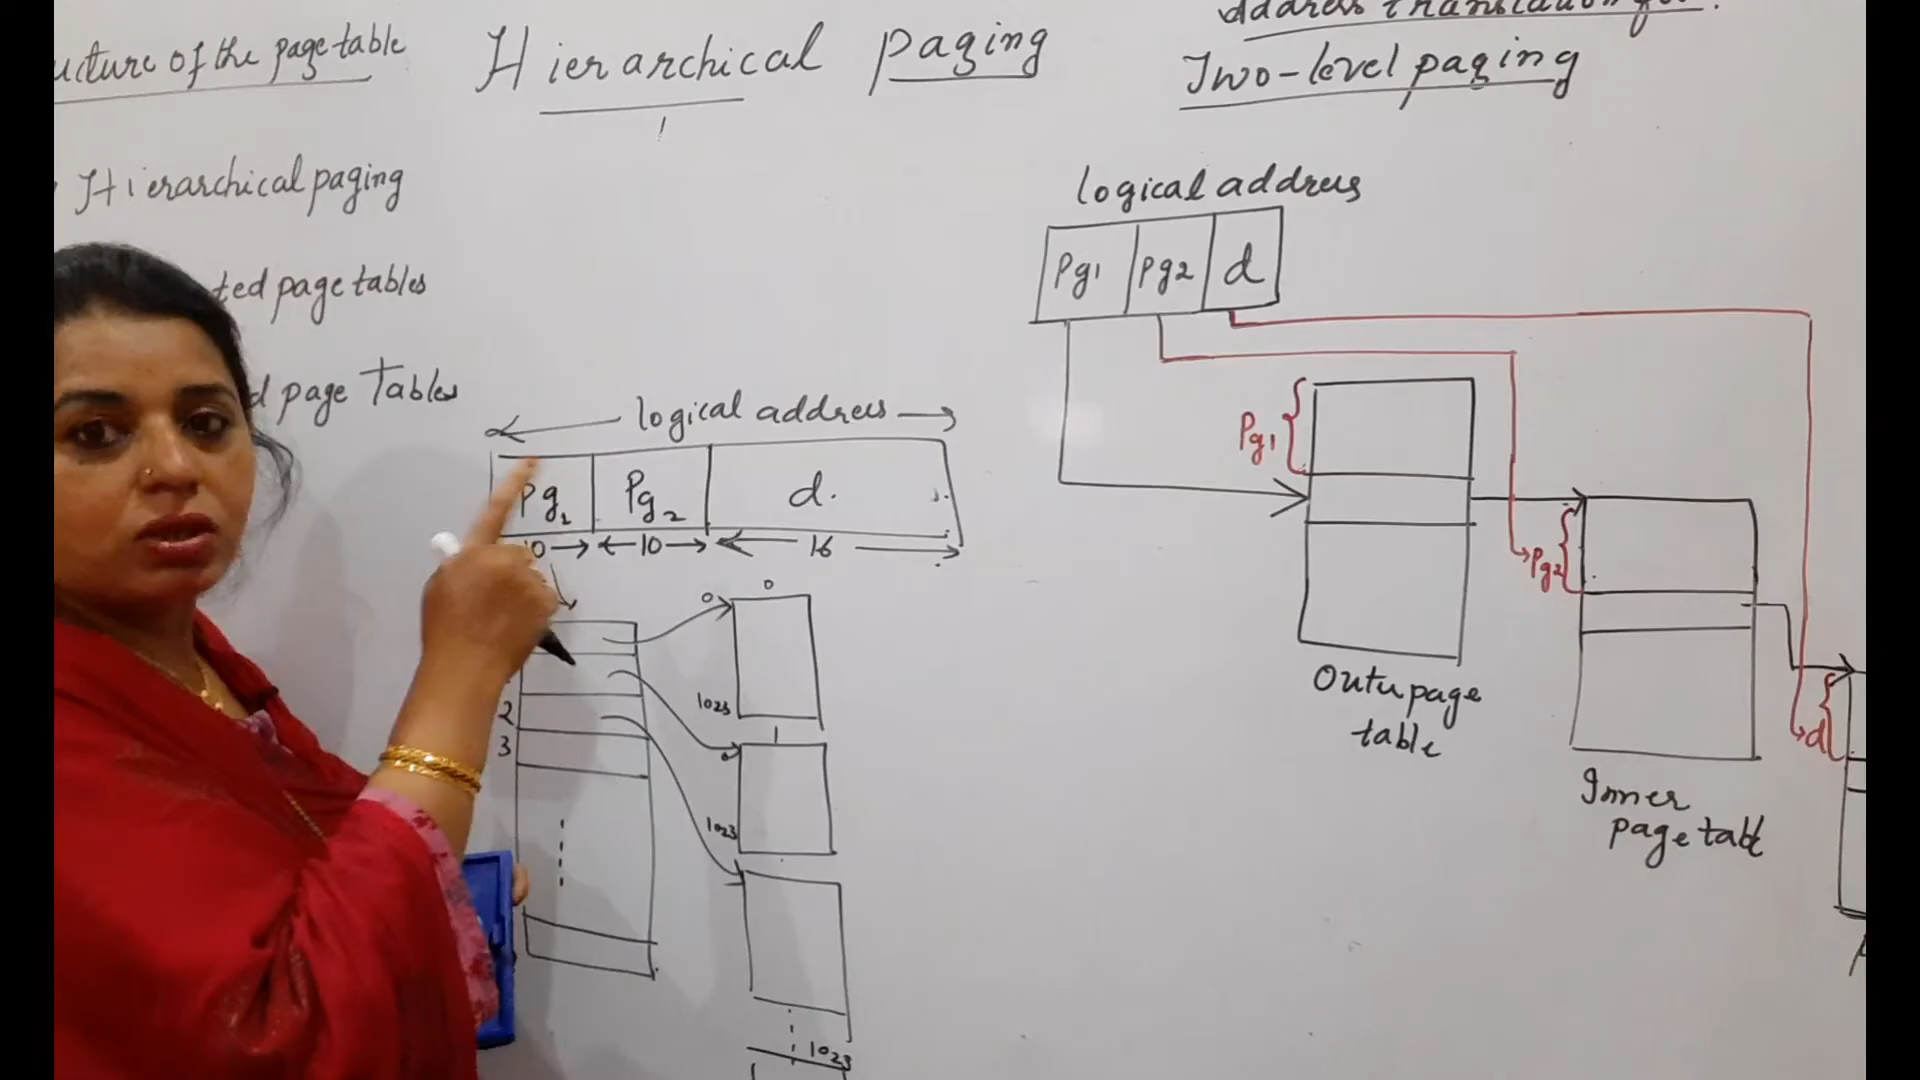 ucture of the page table
Hierarchical paging
Two-level paging
Hierarchical paging
ted page tables
d page Tables
logical address
pg1 pg2 d
logical address
Pg1 Pg2 d.
10 10 16
0 0
1023
2
3
1
0
1023
1023
Pg1
Pg2
d
Outer page
table
Inner
page table